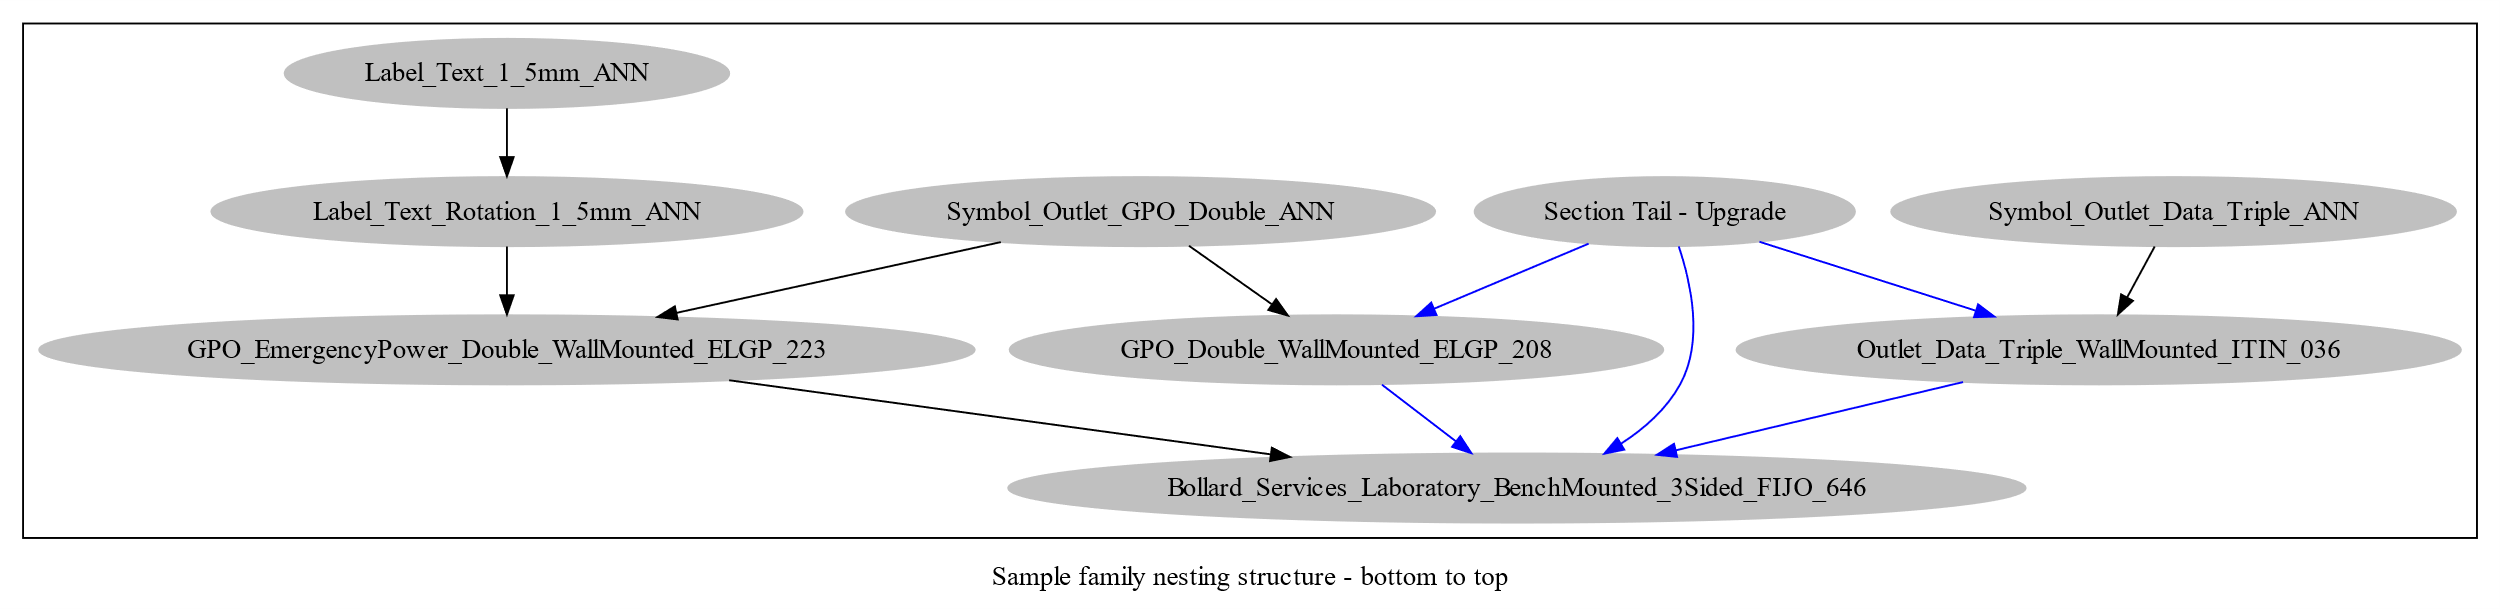 Label_Text_1_5mm_ANN
Label_Text_Rotation_1_5mm_ANN
Symbol_Outlet_GPO_Double_ANN
Section Tail - Upgrade
Symbol_Outlet_Data_Triple_ANN
GPO_EmergencyPower_Double_WallMounted_ELGP_223
GPO_Double_WallMounted_ELGP_208
Outlet_Data_Triple_WallMounted_ITIN_036
Bollard_Services_Laboratory_BenchMounted_3Sided_FIJO_646
Sample family nesting structure - bottom to top